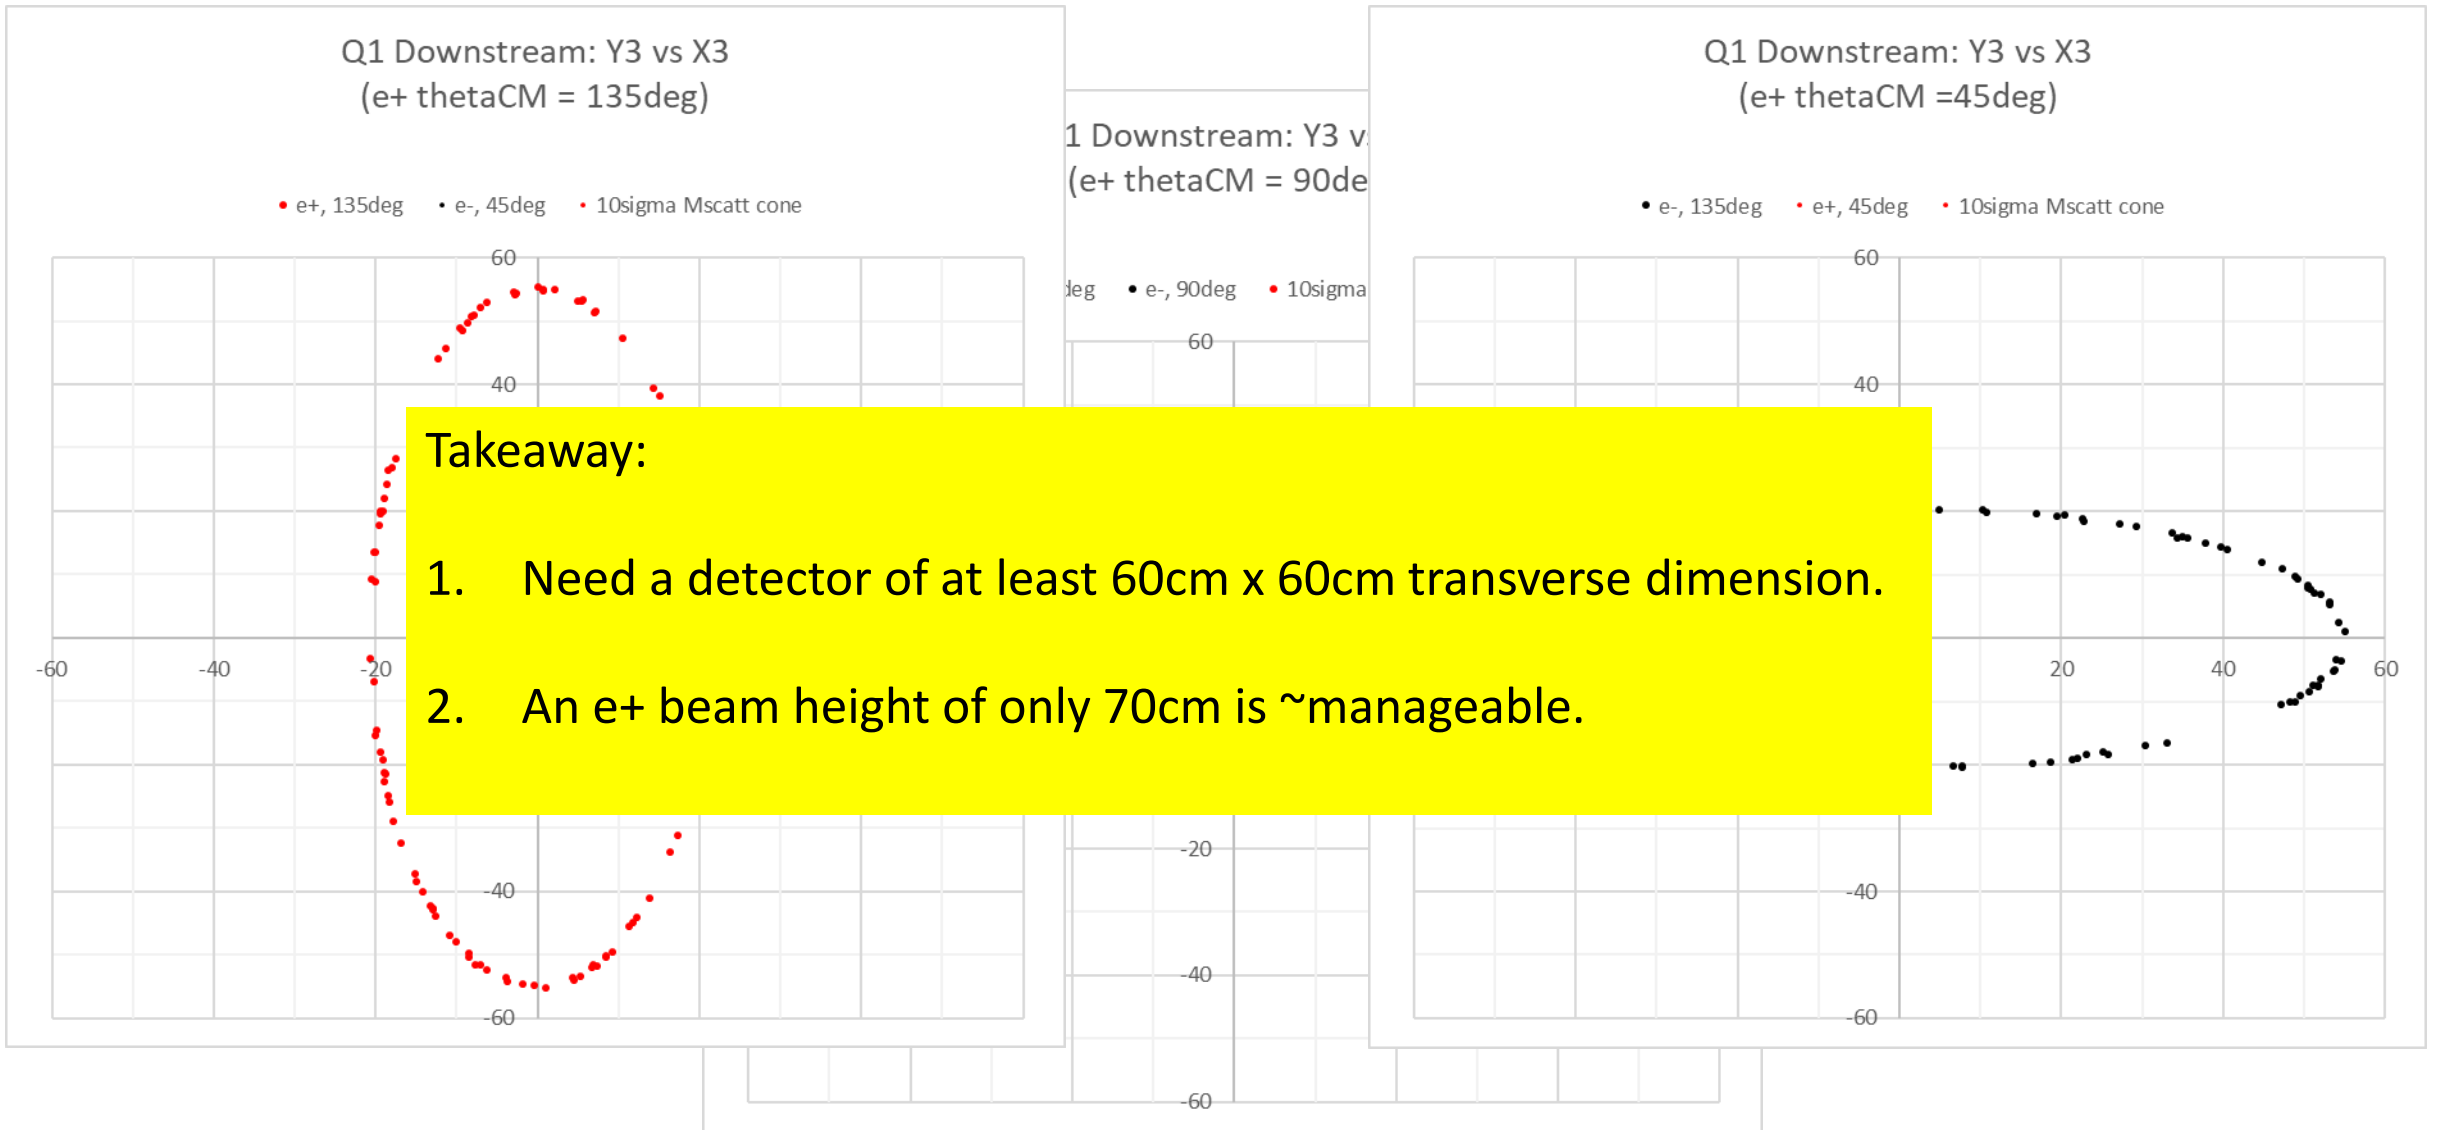 Q1 Downstream: Y3 vs X3
(e+ thetaCM = 135deg)
e+, 135deg e-, 45deg 10sigma Mscatt cone
60
40
-60 -40 -20
-40
-60
1 Downstream: Y3 v
(e+ thetaCM = 90de
deg e-, 90deg 10sigma
60
-20
-40
-60
Q1 Downstream: Y3 vs X3
(e+ thetaCM =45deg)
e-, 135deg e+, 45deg 10sigma Mscatt cone
60
40
20 40 60
-40
-60
Takeaway:
1. Need a detector of at least 60cm x 60cm transverse dimension.
2. An e+ beam height of only 70cm is ~manageable.